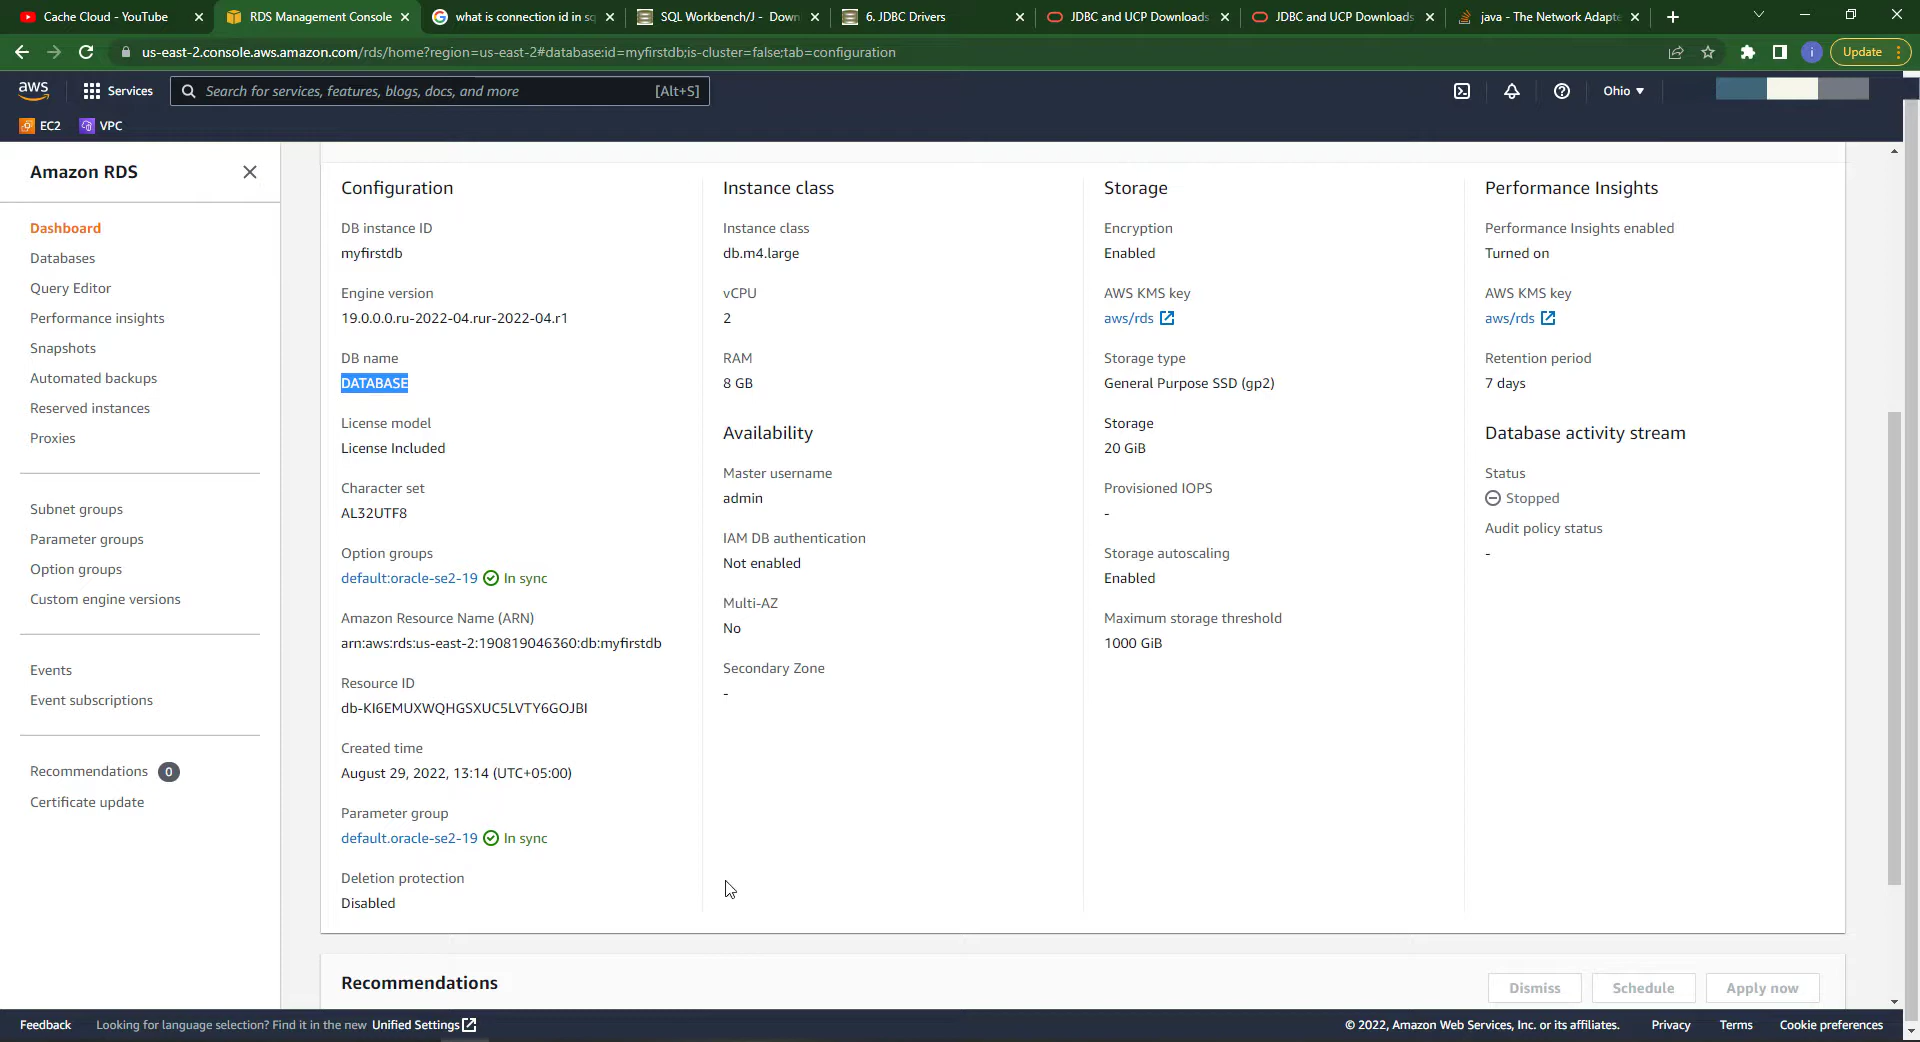 Cache Cloud - YouTube
RDS Management Console
what is connection id in sq
SQL Workbench/J - Down
6. JDBC Drivers
JDBC and UCP Downloads
JDBC and UCP Downloads
java - The Network Adapte
us-east-2.console.aws.amazon.com/rds/home?region=us-east-2#database:id=myfirstdb;is-cluster=false;tab=configuration
i
Update
aws
Services
Search for services, features, blogs, docs, and more
[Alt+S]
Ohio
EC2
VPC
Amazon RDS
Dashboard
Databases
Query Editor
Performance insights
Snapshots
Automated backups
Reserved instances
Proxies
Subnet groups
Parameter groups
Option groups
Custom engine versions
Events
Event subscriptions
Recommendations 0
Certificate update
Configuration
DB instance ID
myfirstdb
Engine version
19.0.0.0.ru-2022-04.rur-2022-04.r1
DB name
DATABASE
License model
License Included
Character set
AL32UTF8
Option groups
default:oracle-se2-19 In sync
Amazon Resource Name (ARN)
arn:aws:rds:us-east-2:190819046360:db:myfirstdb
Resource ID
db-KI6EMUXWQHGSXUC5LVTY6GOJBI
Created time
August 29, 2022, 13:14 (UTC+05:00)
Parameter group
default.oracle-se2-19 In sync
Deletion protection
Disabled
Instance class
Instance class
db.m4.large
vCPU
2
RAM
8 GB
Availability
Master username
admin
IAM DB authentication
Not enabled
Multi-AZ
No
Secondary Zone
-
Storage
Encryption
Enabled
AWS KMS key
aws/rds
Storage type
General Purpose SSD (gp2)
Storage
20 GiB
Provisioned IOPS
-
Storage autoscaling
Enabled
Maximum storage threshold
1000 GiB
Performance Insights
Performance Insights enabled
Turned on
AWS KMS key
aws/rds
Retention period
7 days
Database activity stream
Status
Stopped
Audit policy status
-
Recommendations
Dismiss
Schedule
Apply now
Feedback
Looking for language selection? Find it in the new Unified Settings
© 2022, Amazon Web Services, Inc. or its affiliates.
Privacy
Terms
Cookie preferences